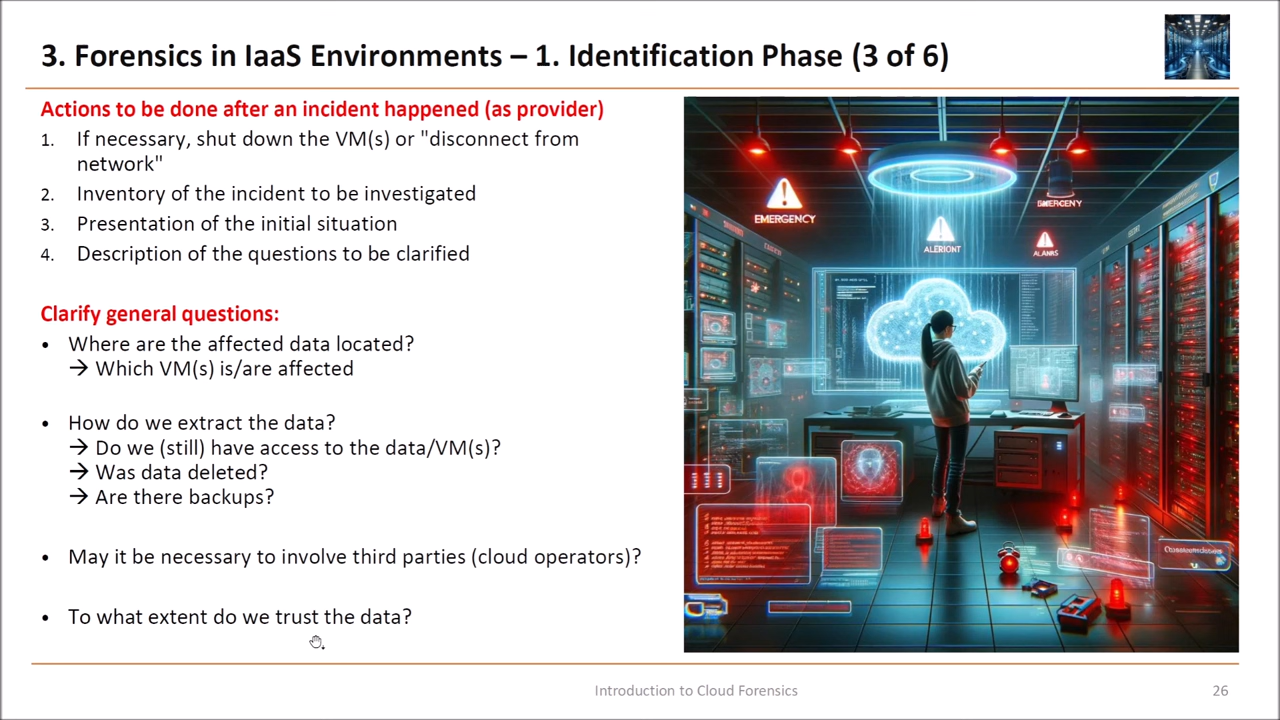 3. Forensics in IaaS Environments – 1. Identification Phase (3 of 6)
Actions to be done after an incident happened (as provider)
1. If necessary, shut down the VM(s) or "disconnect from
network"
2. Inventory of the incident to be investigated
3. Presentation of the initial situation
4. Description of the questions to be clarified
Clarify general questions:
• Where are the affected data located?
→ Which VM(s) is/are affected
• How do we extract the data?
→ Do we (still) have access to the data/VM(s)?
→ Was data deleted?
→ Are there backups?
• May it be necessary to involve third parties (cloud operators)?
• To what extent do we trust the data?
EMERGENCY
ALERIONT
ALANRS
Introduction to Cloud Forensics
26